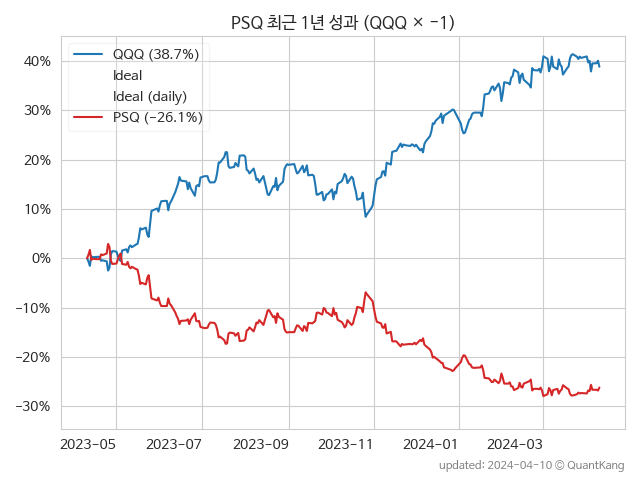 PSQ 최근 1년 성과 (QQQ × -1)
QQQ (38.7%)
Ideal
Ideal (daily)
PSQ (-26.1%)
40%
30%
20%
10%
0%
-10%
-20%
-30%
2023-05 2023-07 2023-09 2023-11 2024-01 2024-03
updated: 2024-04-10 © QuantKang